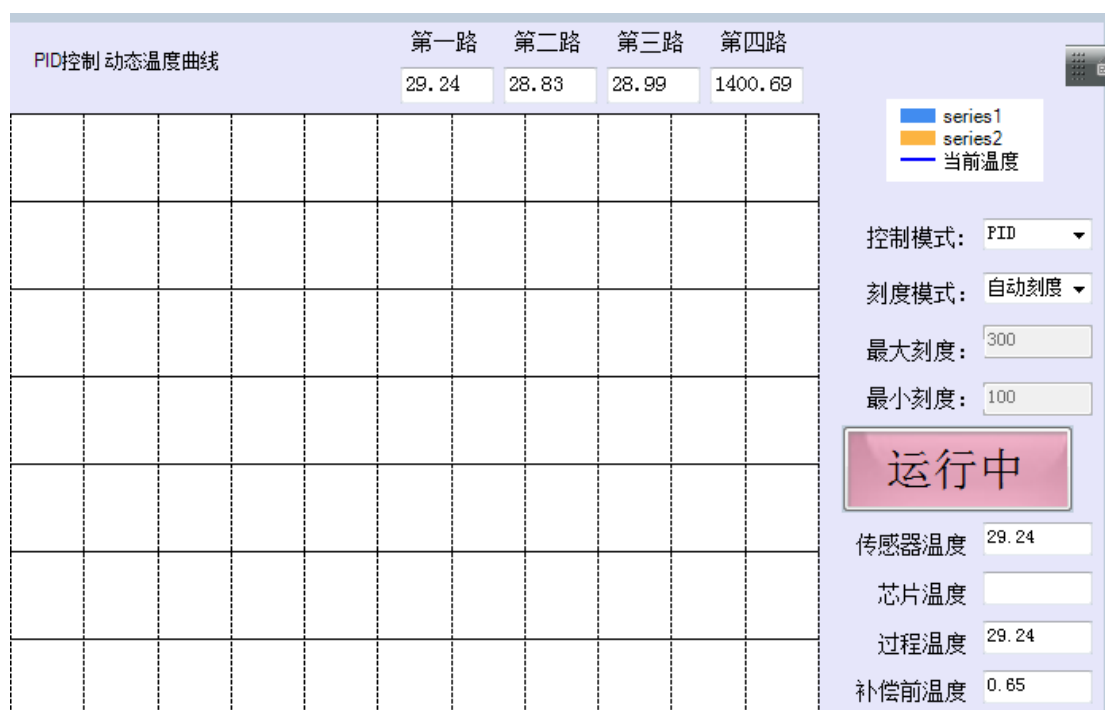 PID控制 动态温度曲线
第一路 第二路 第三路 第四路
29.24 28.83 28.99 1400.69
series1
series2
当前温度
控制模式： PID
刻度模式： 自动刻度
最大刻度： 300
最小刻度： 100
运行中
传感器温度 29.24
芯片温度
过程温度 29.24
补偿前温度 0.65